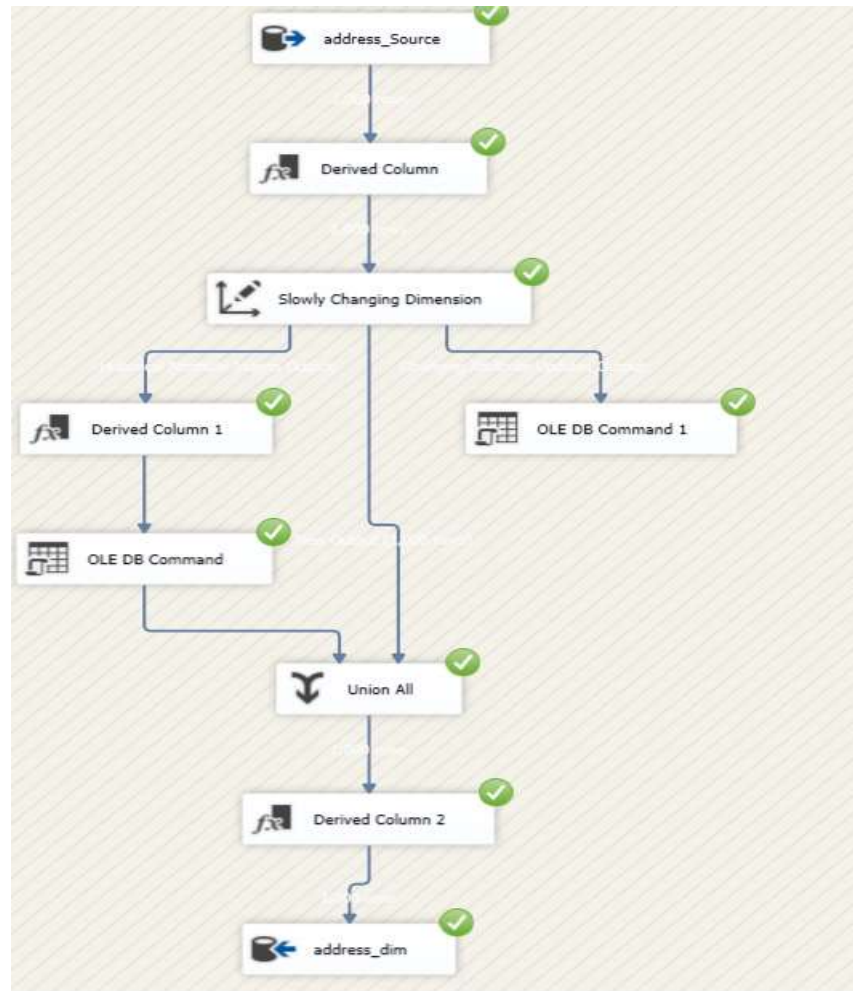 address_Source
Derived Column
Slowly Changing Dimension
Derived Column 1
OLE DB Command 1
OLE DB Command
Union All
Derived Column 2
address_dim